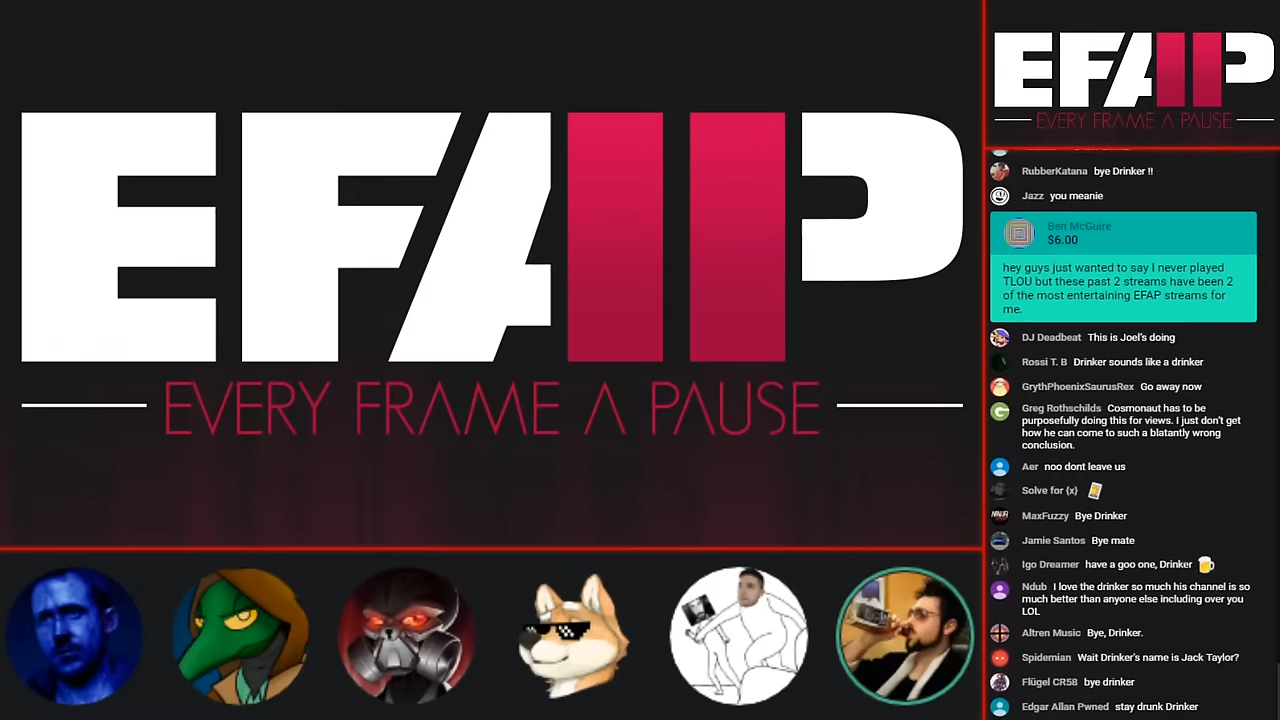 EFAP
EVERY FRAME A PAUSE
EFAP
EVERY FRAME A PAUSE
RubberKatana bye Drinker !!
Jazz you meanie
Ben McGuire
$6.00
hey guys just wanted to say I never played
TLOU but these past 2 streams have been 2
of the most entertaining EFAP streams for
me.
DJ Deadbeat This is Joel's doing
Rossi T. B Drinker sounds like a drinker
GrythPhoenixSaurusRex Go away now
Greg Rothschilds Cosmonaut has to be
purposefully doing this for views. I just don't get
how he can come to such a blatantly wrong
conclusion.
Aer noo dont leave us
Solve for {x}
MaxFuzzy Bye Drinker
Jamie Santos Bye mate
Igo Dreamer have a goo one, Drinker
Ndub I love the drinker so much his channel is so
much better than anyone else including over you
LOL
Altren Music Bye, Drinker.
Spidemian Wait Drinker's name is Jack Taylor?
Flügel CR58 bye drinker
Edgar Allan Pwned stay drunk Drinker